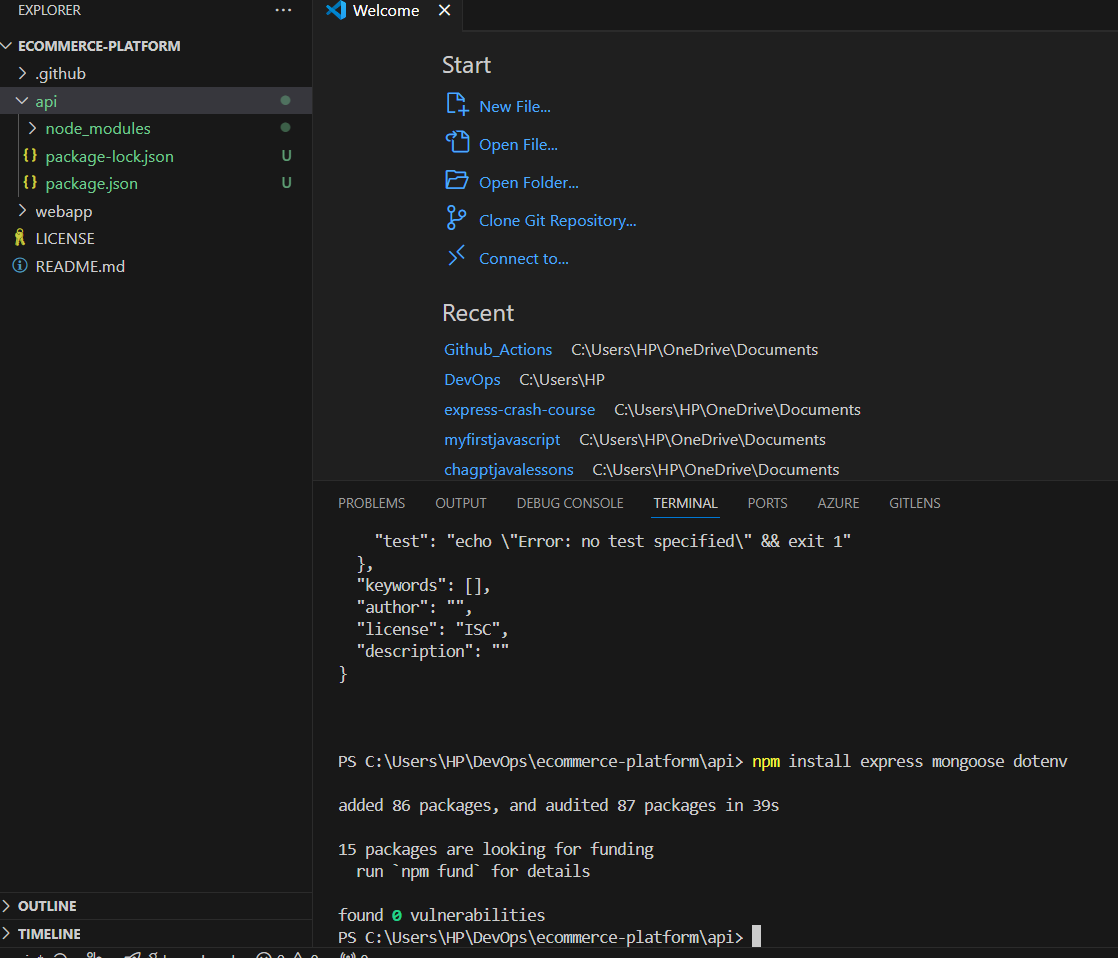 EXPLORER
ECOMMERCE-PLATFORM
.github
api
node_modules
package-lock.json U
package.json U
webapp
LICENSE
README.md
OUTLINE
TIMELINE
Welcome
Start
New File...
Open File...
Open Folder...
Clone Git Repository...
Connect to...
Recent
Github_Actions C:\Users\HP\OneDrive\Documents
DevOps C:\Users\HP
express-crash-course C:\Users\HP\OneDrive\Documents
myfirstjavascript C:\Users\HP\OneDrive\Documents
chagptjavalessons C:\Users\HP\OneDrive\Documents
PROBLEMS OUTPUT DEBUG CONSOLE TERMINAL PORTS AZURE GITLENS
"test": "echo \"Error: no test specified\" && exit 1"
},
"keywords": [],
"author": "",
"license": "ISC",
"description": ""
}
PS C:\Users\HP\DevOps\ecommerce-platform\api> npm install express mongoose dotenv
added 86 packages, and audited 87 packages in 39s
15 packages are looking for funding
run `npm fund` for details
found 0 vulnerabilities
PS C:\Users\HP\DevOps\ecommerce-platform\api>